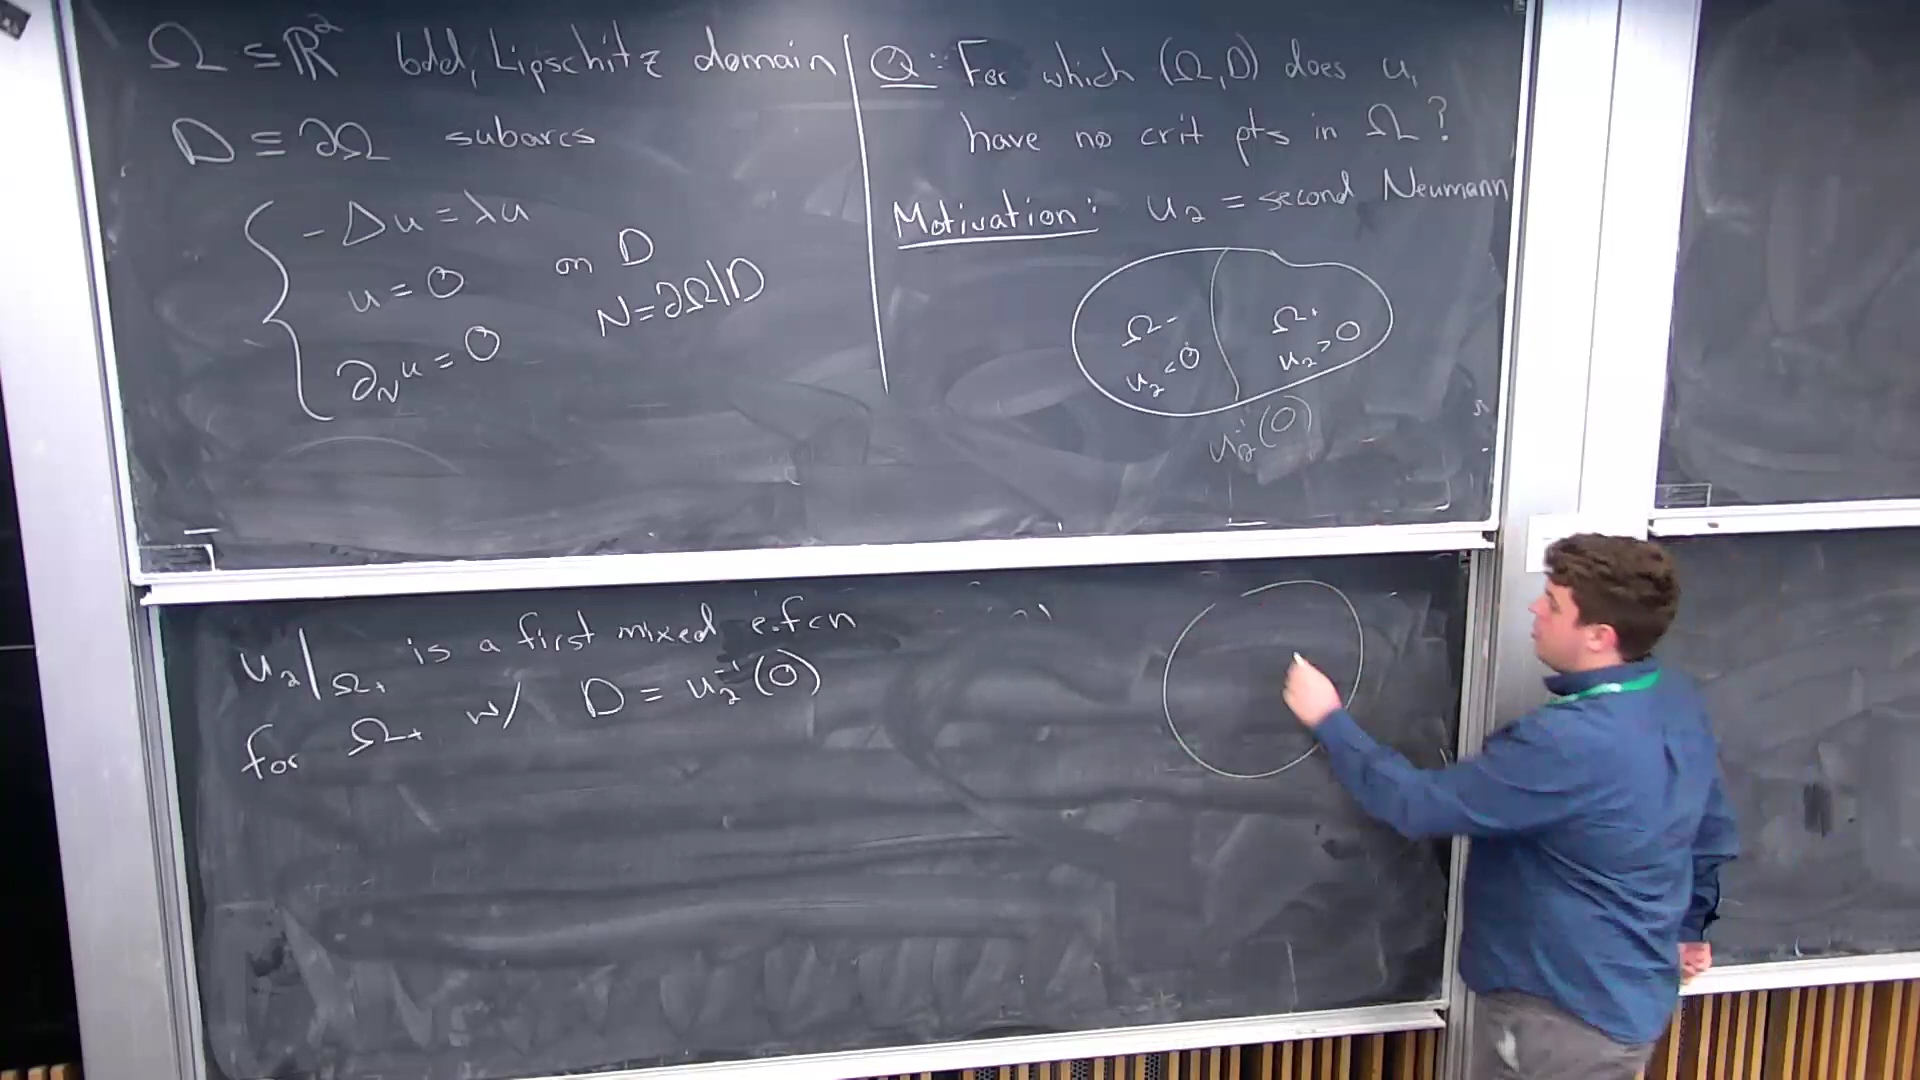 Ω ⊆ ℝ² bdd, Lipschitz domain
D ⊆ ∂Ω subarcs
-Δu = λu
u = 0 on D
∂_N u = 0 N = ∂Ω\D
Q: For which (Ω,D) does u₁
have no crit pts in Ω?
Motivation: u₂ = second Neumann
Ω- Ω+
u₂<0 u₂>0
u₂⁻¹(0)
u₂|Ω+ is a first mixed e.fcn
for Ω+ w/ D = u₂⁻¹(0)